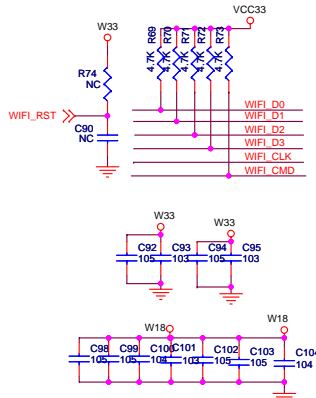 VCC33
W33
R69
4.7K
R70
4.7K
R71
4.7K
R72
4.7K
R73
4.7K
R74
NC
WIFI_RST
C90
NC
WIFI_D0
WIFI_D1
WIFI_D2
WIFI_D3
WIFI_CLK
WIFI_CMD
W33
W33
C92
105
C93
103
C94
105
C95
103
W18
W18
C98
105
C99
105
C100
104
C101
103
C102
105
C103
105
C104
104